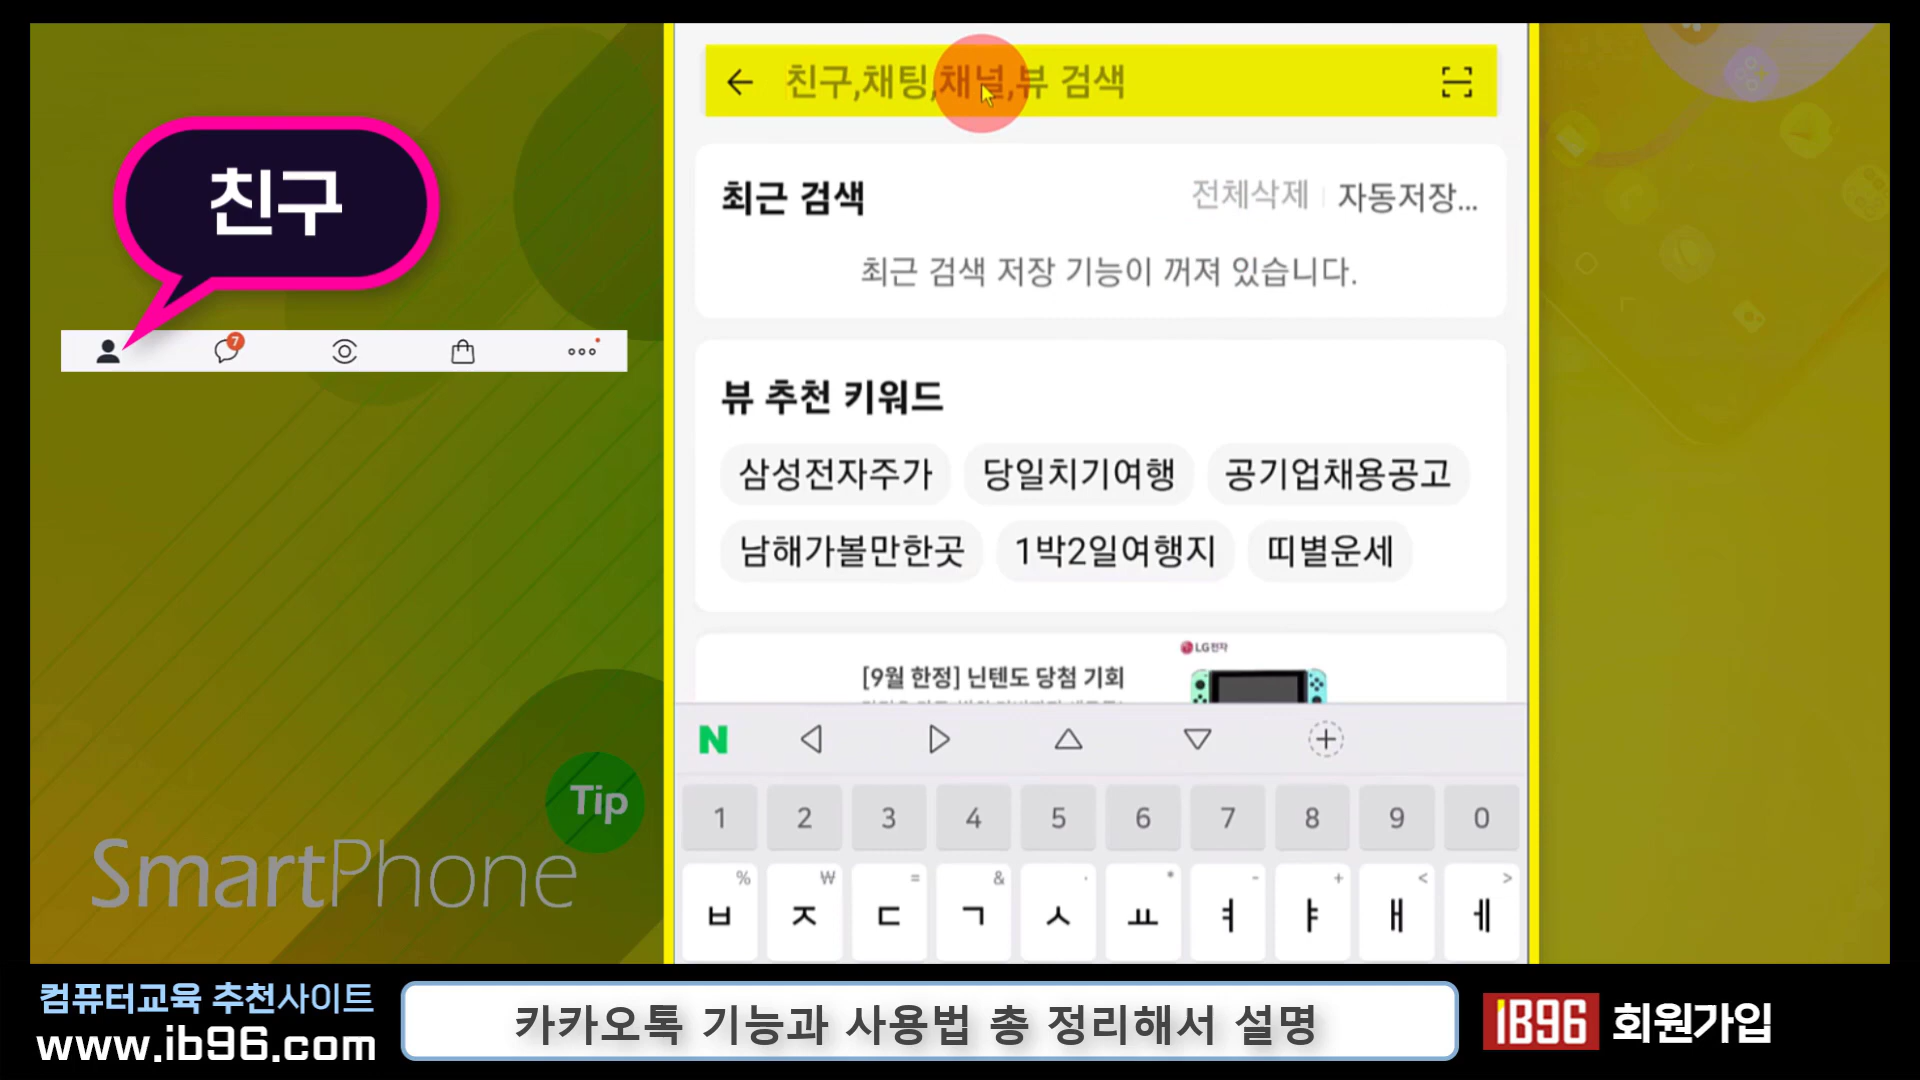 친구,채팅,채널,뷰 검색
친구
최근 검색
전체삭제
자동저장...
최근 검색 저장 기능이 꺼져 있습니다.
7
뷰 추천 키워드
삼성전자주가
당일치기여행
공기업채용공고
남해가볼만한곳
1박2일여행지
띠별운세
LG전자
[9월 한정] 닌텐도 당첨 기회
N
Tip
SmartPhone
1 2 3 4 5 6 7 8 9 0
% ₩ = & · * - + < >
ㅂ ㅈ ㄷ ㄱ ㅅ ㅛ ㅕ ㅑ ㅐ ㅔ
컴퓨터교육 추천사이트
www.ib96.com
카카오톡 기능과 사용법 총 정리해서 설명
IB96 회원가입